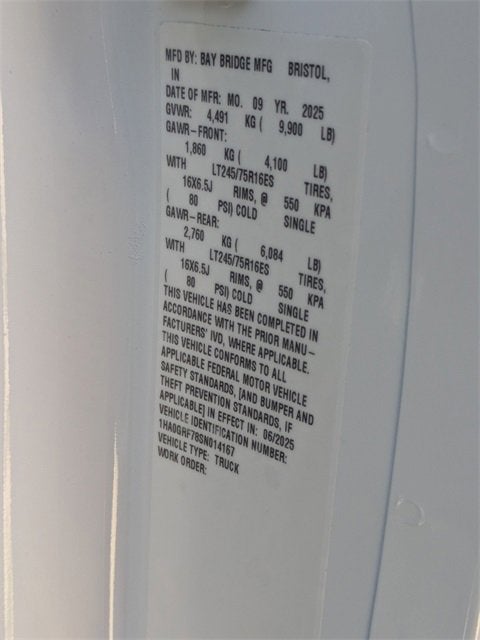 MFD BY: BAY BRIDGE MFG BRISTOL,
IN
DATE OF MFR: MO. 09 YR. 2025
GVWR: 4,491 KG ( 9,900 LB)
GAWR-FRONT:
1,860 KG ( 4,100 LB)
WITH LT245/75R16ES TIRES,
16X6.5J RIMS, @ 550 KPA
( 80 PSI) COLD SINGLE
GAWR-REAR:
2,760 KG ( 6,084 LB)
WITH LT245/75R16ES TIRES,
16X6.5J RIMS, @ 550 KPA
( 80 PSI) COLD SINGLE
THIS VEHICLE HAS BEEN COMPLETED IN
ACCORDANCE WITH THE PRIOR MANU-
FACTURERS' IVD, WHERE APPLICABLE.
THIS VEHICLE CONFORMS TO ALL
APPLICABLE FEDERAL MOTOR VEHICLE
SAFETY STANDARDS, [AND BUMPER AND
THEFT PREVENTION STANDARDS, IF
APPLICABLE] IN EFFECT IN: 06/2025
VEHICLE IDENTIFICATION NUMBER:
1HA0GRF78SN014167
VEHICLE TYPE: TRUCK
WORK ORDER: